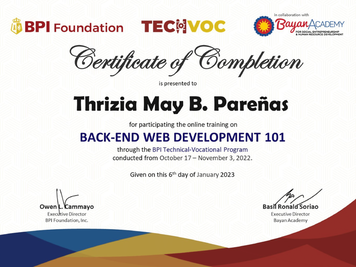 BPI Foundation
TECHVOC
In collaboration with
BayanACADEMY
FOR SOCIAL ENTREPRENEURSHIP
& HUMAN RESOURCE DEVELOPMENT
Certificate of Completion
is presented to
Thrizia May B. Pareñas
for participating the online training on
BACK-END WEB DEVELOPMENT 101
through the BPI Technical-Vocational Program
conducted from October 17 – November 3, 2022.
Given on this 6th day of January 2023
Owen L. Cammayo
Executive Director
BPI Foundation, Inc.
Basil Ronald Soriao
Executive Director
Bayan Academy